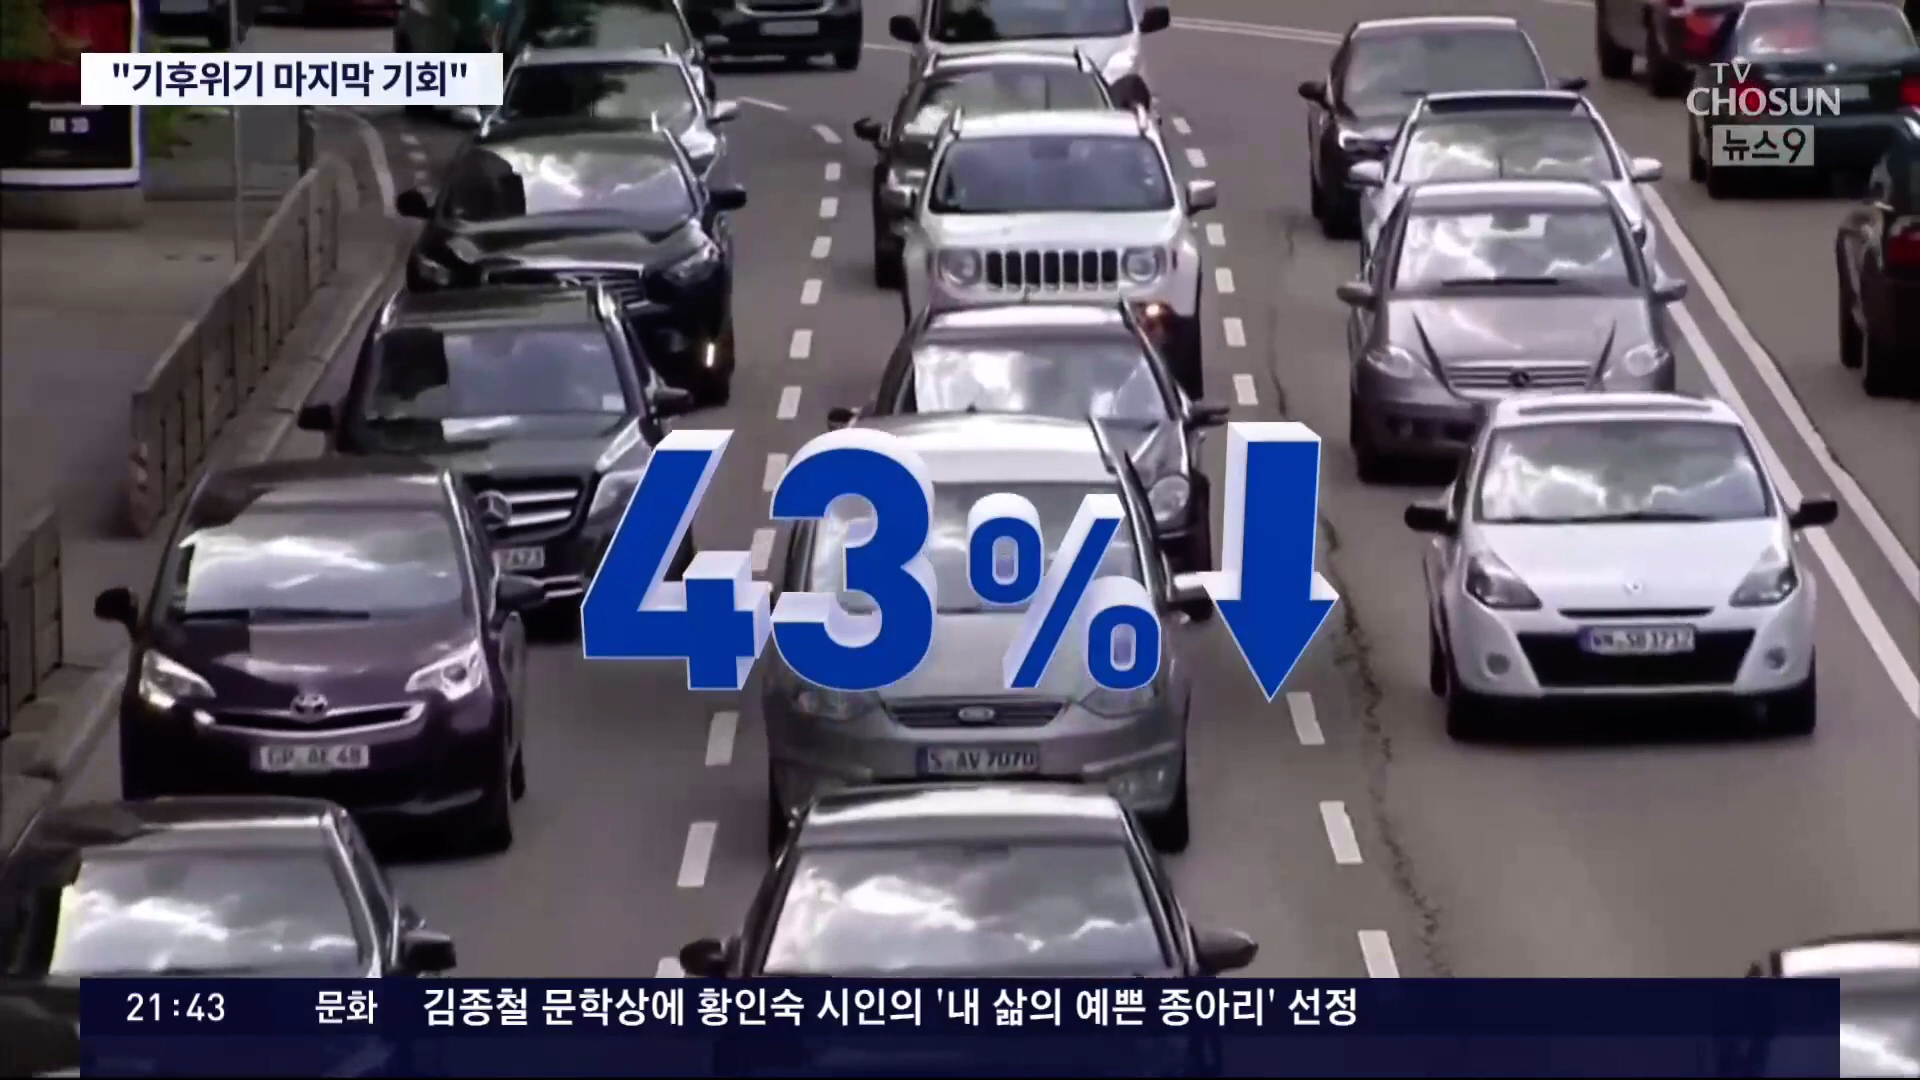 "기후위기 마지막 기회"
TV
CHOSUN
뉴스9
43%
GP AK 48
S AV 7070
21:43 문화 김종철 문학상에 황인숙 시인의 '내 삶의 예쁜 종아리' 선정